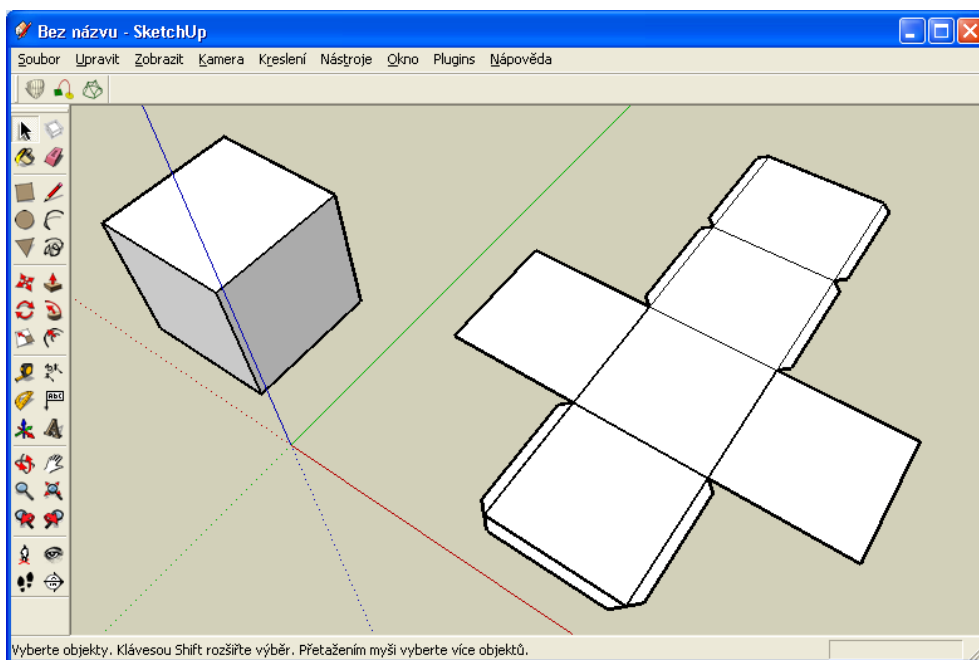 Bez názvu - SketchUp
Soubor Upravit Zobrazit Kamera Kreslení Nástroje Okno Plugins Nápověda
Abc
Vyberte objekty. Klávesou Shift rozšiřte výběr. Přetažením myši vyberte více objektů.